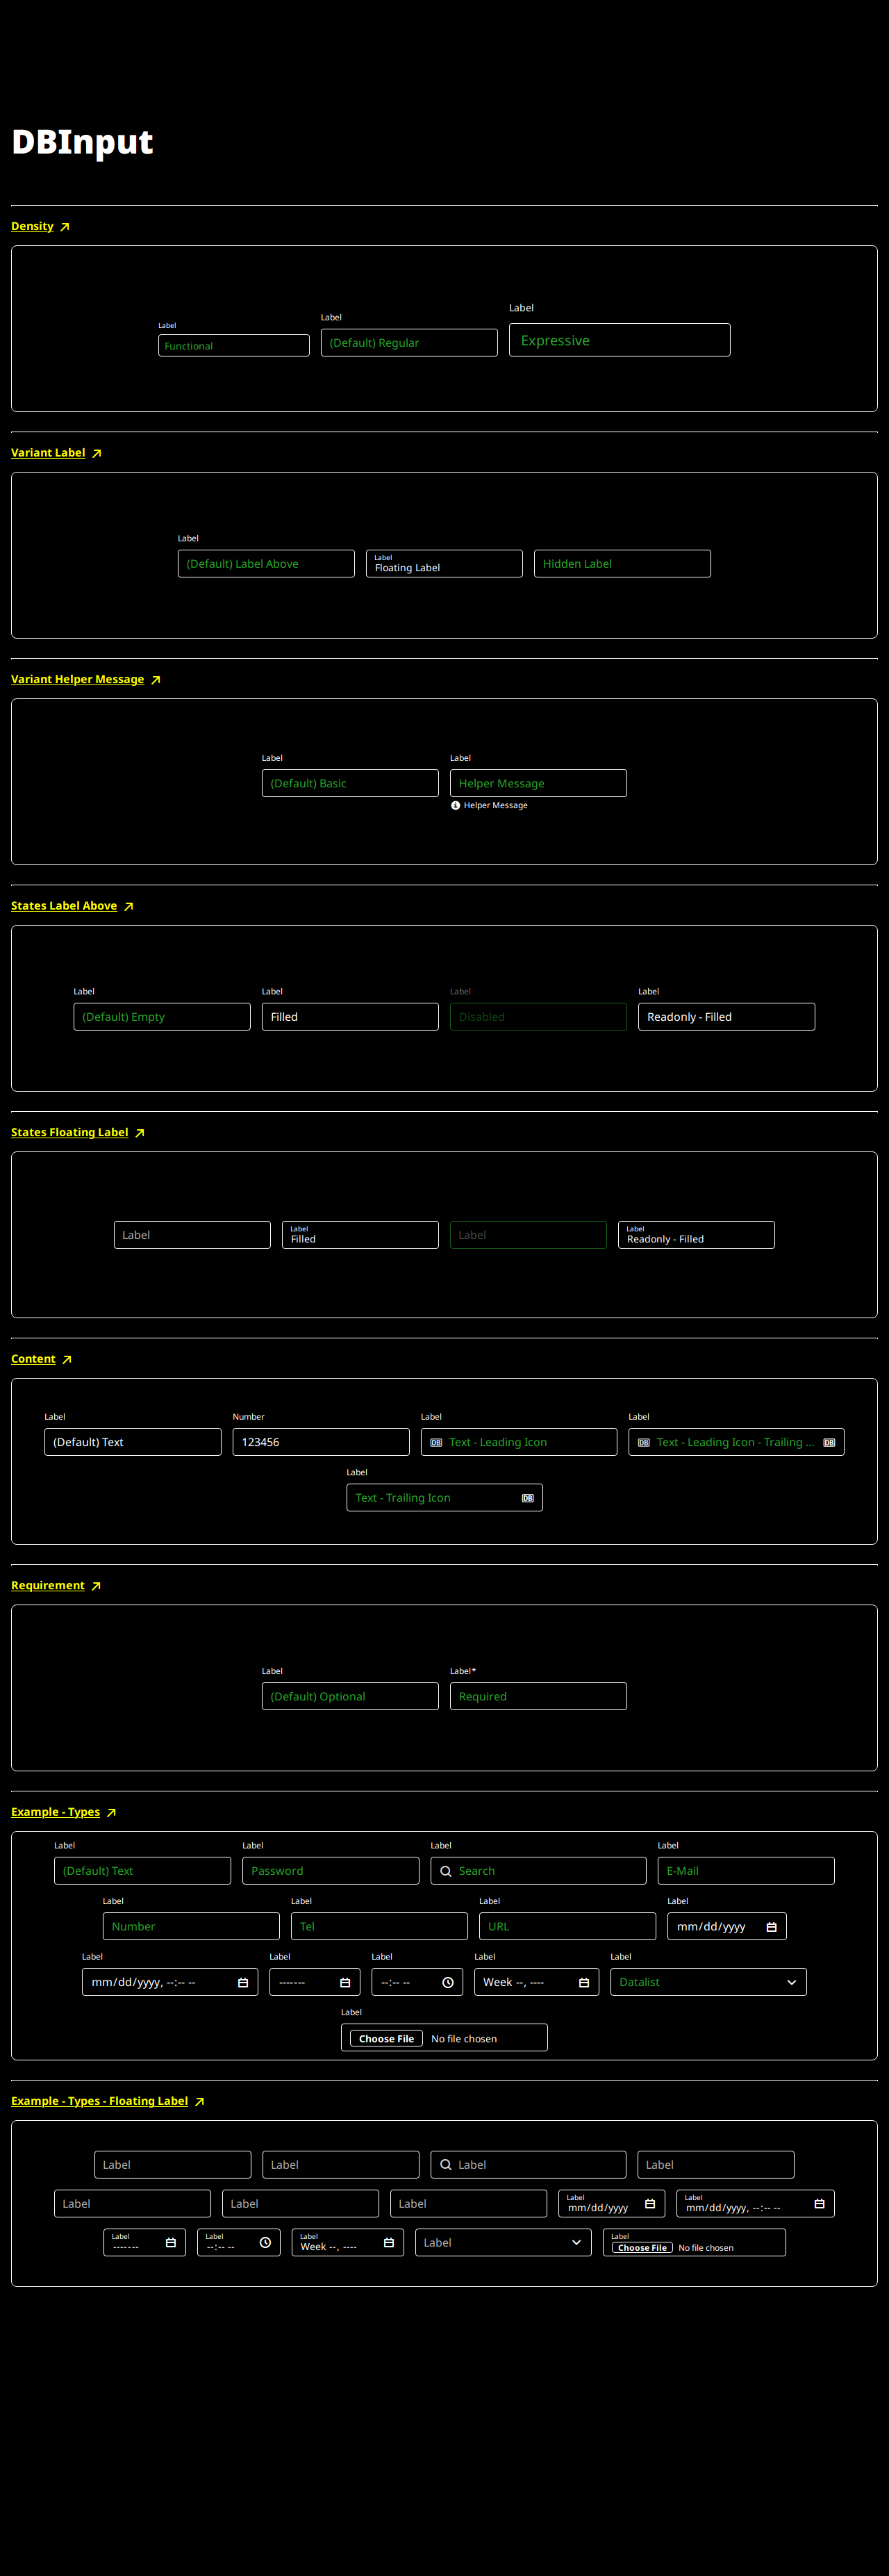 DBInput
Density
Label Label Label
Functional (Default) Regular Expressive
Variant Label
Label
(Default) Label Above Label Floating Label Hidden Label
Variant Helper Message
Label Label
(Default) Basic Helper Message
Helper Message
States Label Above
Label Label Label Label
(Default) Empty Filled Disabled Readonly - Filled
States Floating Label
Label Label Filled Label Label Readonly - Filled
Content
Label Number Label Label
(Default) Text 123456 DB Text - Leading Icon DB Text - Leading Icon - Trailing ... DB
Label
Text - Trailing Icon DB
Requirement
Label Label*
(Default) Optional Required
Example - Types
Label Label Label Label
(Default) Text Password Search E-Mail
Label Label Label Label
Number Tel URL mm/dd/yyyy
Label Label Label Label Label
mm/dd/yyyy, --:-- -- ------- --:-- -- Week --, ---- Datalist
Label
Choose File No file chosen
Example - Types - Floating Label
Label Label Label Label
Label Label Label Label mm/dd/yyyy Label mm/dd/yyyy, --:-- --
Label ------- Label --:-- -- Label Week --, ---- Label Label Choose File No file chosen